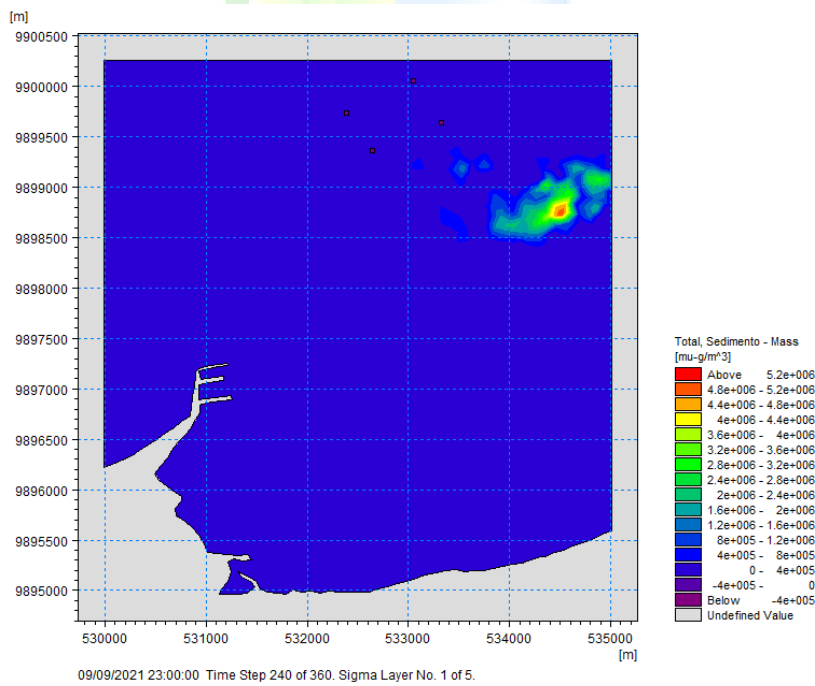 [m]
9900500
9900000
9899500
9899000
9898500
9898000
9897500
9897000
9896500
9896000
9895500
9895000
530000 531000 532000 533000 534000 535000
[m]
09/09/2021 23:00:00 Time Step 240 of 360. Sigma Layer No. 1 of 5.
Total, Sedimento - Mass
[mu-g/m^3]
Above 5.2e+006
4.8e+006 - 5.2e+006
4.4e+006 - 4.8e+006
4e+006 - 4.4e+006
3.6e+006 - 4e+006
3.2e+006 - 3.6e+006
2.8e+006 - 3.2e+006
2.4e+006 - 2.8e+006
2e+006 - 2.4e+006
1.6e+006 - 2e+006
1.2e+006 - 1.6e+006
8e+005 - 1.2e+006
4e+005 - 8e+005
0 - 4e+005
-4e+005 - 0
Below -4e+005
Undefined Value